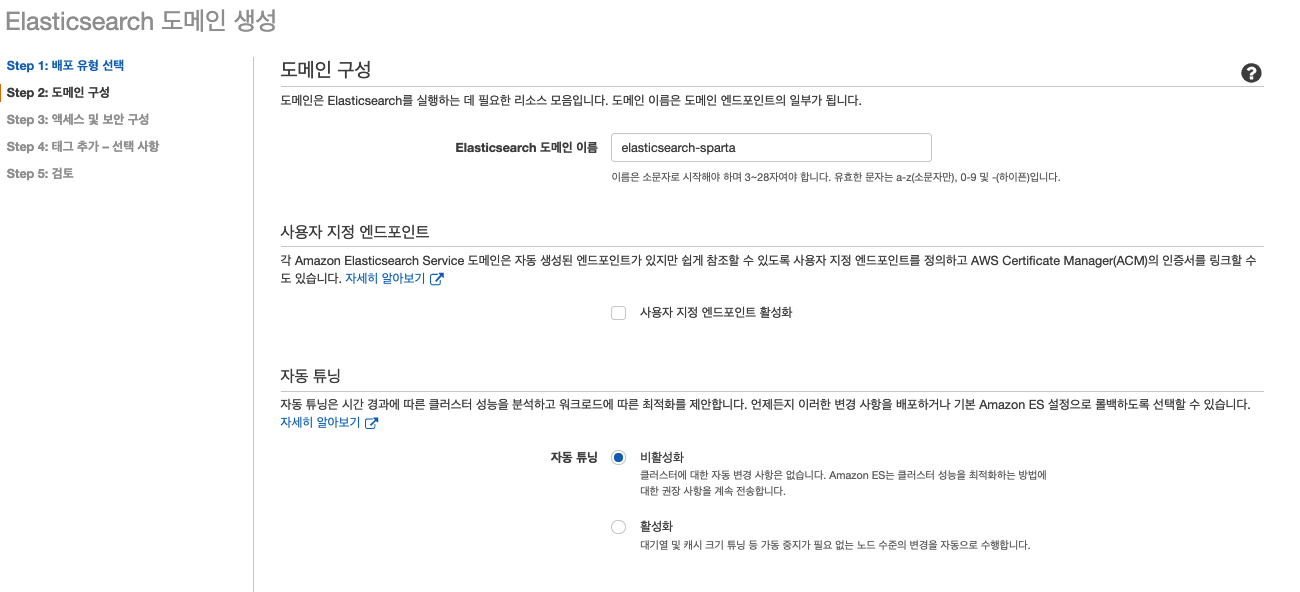 Elasticsearch 도메인 생성
Step 1: 배포 유형 선택
Step 2: 도메인 구성
Step 3: 액세스 및 보안 구성
Step 4: 태그 추가 – 선택 사항
Step 5: 검토
도메인 구성
?
도메인은 Elasticsearch를 실행하는 데 필요한 리소스 모음입니다. 도메인 이름은 도메인 엔드포인트의 일부가 됩니다.
Elasticsearch 도메인 이름
elasticsearch-sparta
이름은 소문자로 시작해야 하며 3~28자여야 합니다. 유효한 문자는 a-z(소문자만), 0-9 및 -(하이픈)입니다.
사용자 지정 엔드포인트
각 Amazon Elasticsearch Service 도메인은 자동 생성된 엔드포인트가 있지만 쉽게 참조할 수 있도록 사용자 지정 엔드포인트를 정의하고 AWS Certificate Manager(ACM)의 인증서를 링크할 수
도 있습니다. 자세히 알아보기
사용자 지정 엔드포인트 활성화
자동 튜닝
자동 튜닝은 시간 경과에 따른 클러스터 성능을 분석하고 워크로드에 따른 최적화를 제안합니다. 언제든지 이러한 변경 사항을 배포하거나 기본 Amazon ES 설정으로 롤백하도록 선택할 수 있습니다.
자세히 알아보기
자동 튜닝
비활성화
클러스터에 대한 자동 변경 사항은 없습니다. Amazon ES는 클러스터 성능을 최적화하는 방법에
대한 권장 사항을 계속 전송합니다.
활성화
대기열 및 캐시 크기 튜닝 등 가동 중지가 필요 없는 노드 수준의 변경을 자동으로 수행합니다.